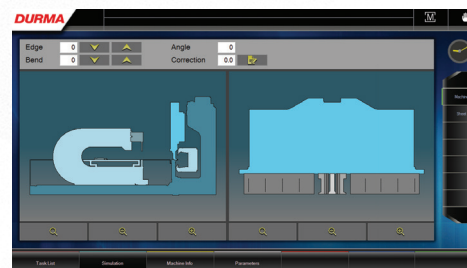 DURMA
M
Edge 0 Angle 0
Bend 0 Correction 0.0
Task List Simulation Machine Info Parameters